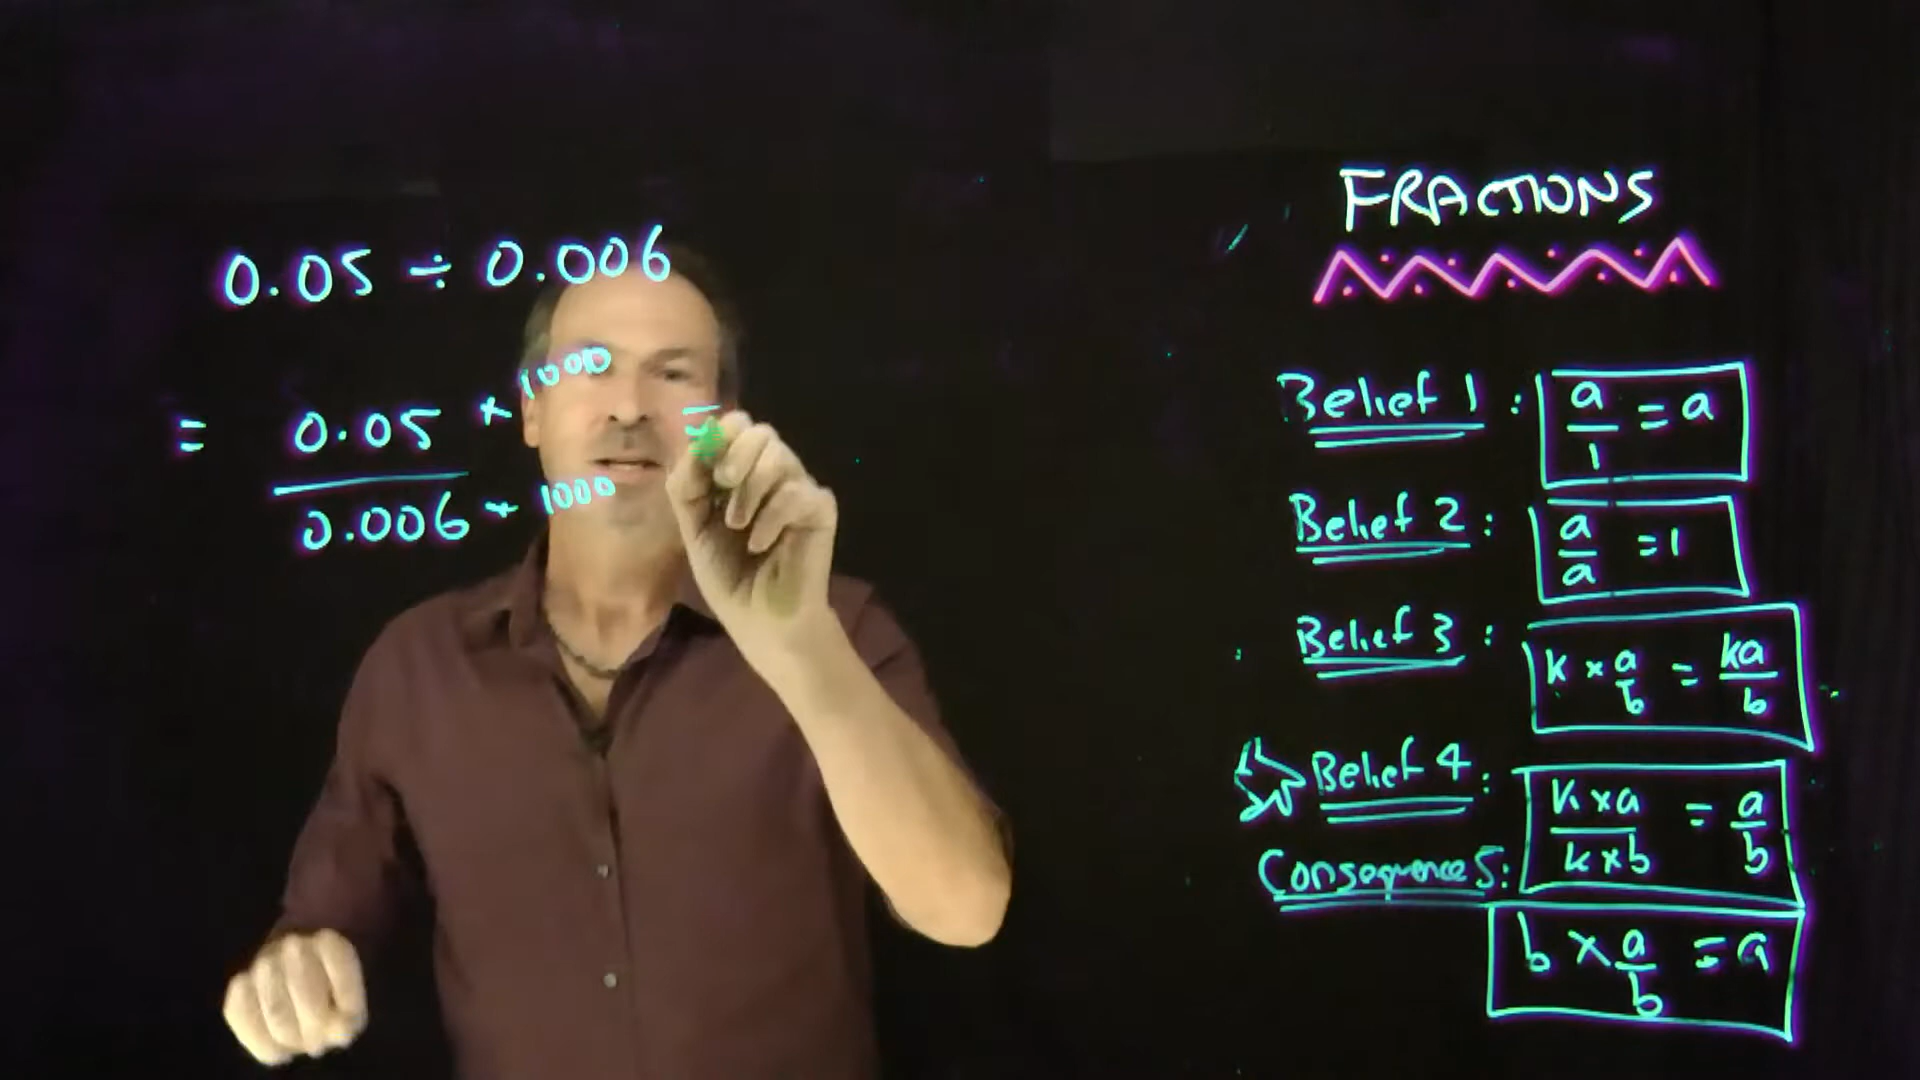 0.05 ÷ 0.006
= 0.05 × 1000
0.006 × 1000
=
FRACTIONS
Belief 1 : a/1 = a
Belief 2 : a/a = 1
Belief 3 : k × a/b = ka/b
Belief 4 : k × a / k × b = a/b
Consequence 5 : b × a/b = a